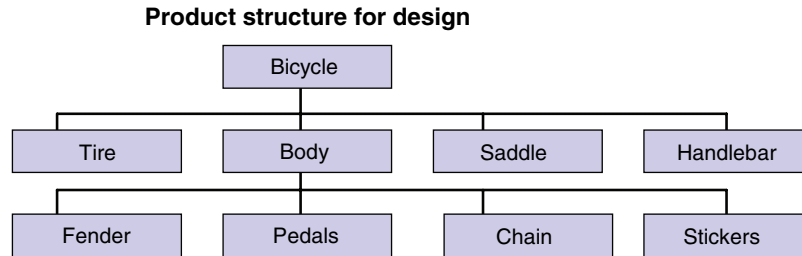 Product structure for design
Bicycle
Tire
Body
Saddle
Handlebar
Fender
Pedals
Chain
Stickers